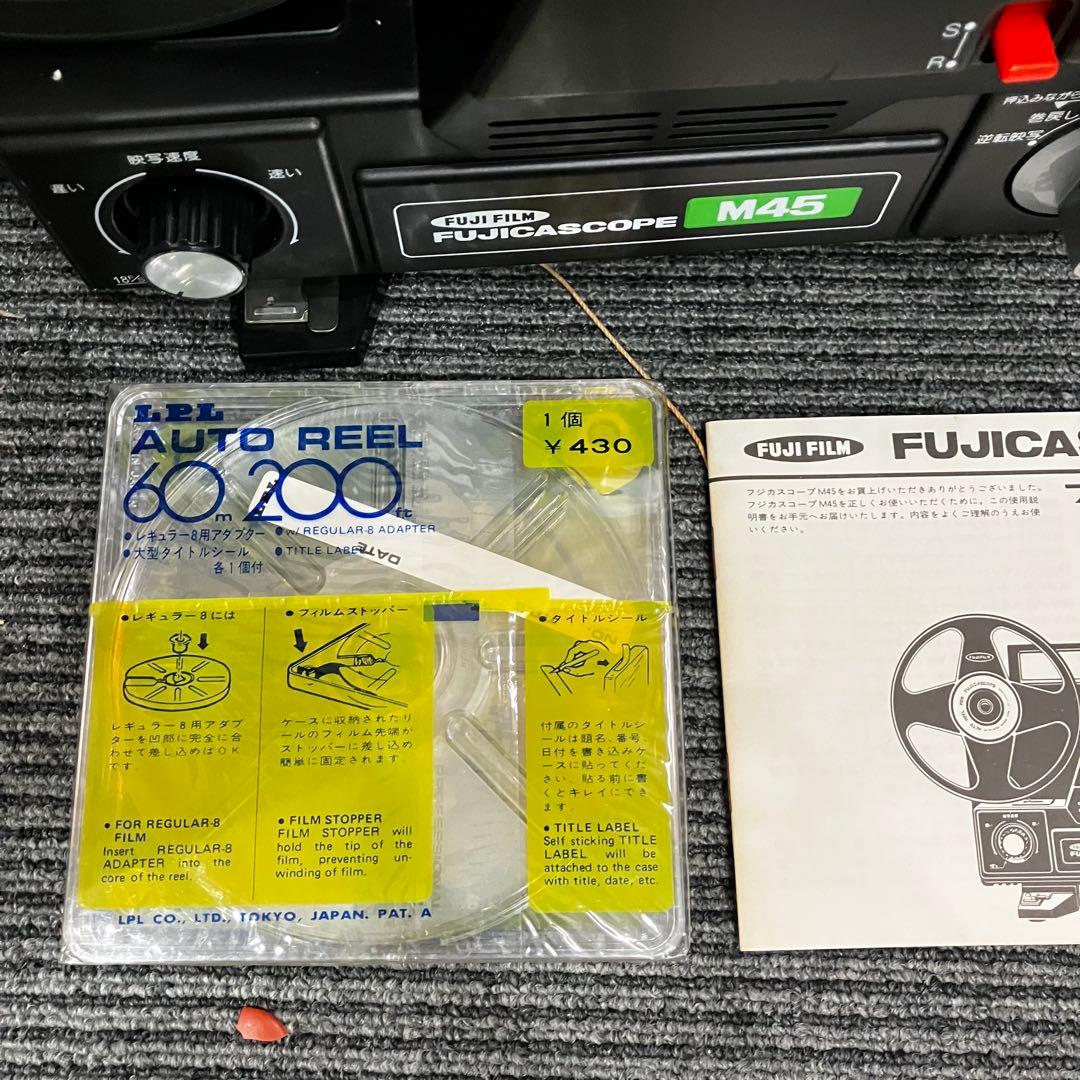 S
R
押込みながら
巻戻し
逆転映写
映写速度
遅い
速い
FUJI FILM
FUJICASCOPE
M45
LPL
AUTO REEL
60m 200ft
●レギュラー8用アダプター
●大型タイトルシール
各1個付
●w/ REGULAR-8 ADAPTER
●TITLE LABEL
1個
¥430
DATE
NO.
●レギュラー8には
レギュラー8用アダプ
ターを凹部に完全に合
わせて差し込めばOK
です。
●FOR REGULAR-8
FILM
Insert REGULAR-8
ADAPTER into the
core of the reel.
●フィルムストッパー
ケースに収納されたリ
ールのフィルム先端が
ストッパーに差し込め
簡単に固定されます。
●FILM STOPPER
FILM STOPPER will
hold the tip of the
film, preventing un-
winding of film.
●タイトルシール
付属のタイトルシ
ールは題名、番号、
日付を書き込みケ
ースに貼ってくだ
さい、貼る前に書
くとキレイにでき
ます。
●TITLE LABEL
Self sticking TITLE
LABEL will be
attached to the case
with title, date, etc.
LPL CO., LTD., TOKYO, JAPAN. PAT. A
FUJI FILM
FUJICAS
フジカスコープM45をお買上げいただきありがとうございました。
フジカスコープM45を正しくお使いいただくために、この使用説
明書をお手元へお届けいたします。内容をよくご理解のうえお使
いください。
FUJIFILM